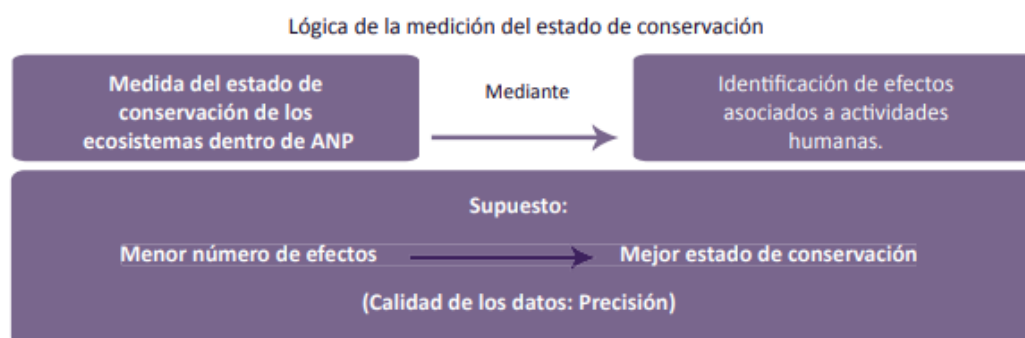 Lógica de la medición del estado de conservación
Medida del estado de
conservación de los
ecosistemas dentro de ANP
Mediante
Identificación de efectos
asociados a actividades
humanas.
Supuesto:
Menor número de efectos
Mejor estado de conservación
(Calidad de los datos: Precisión)